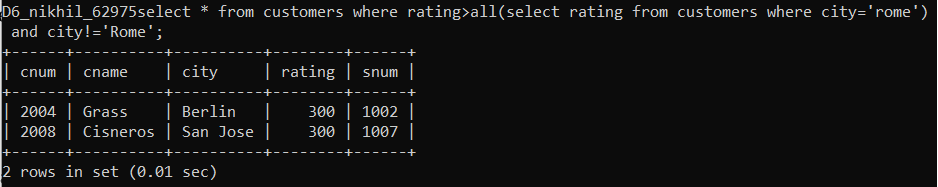 D6_nikhil_62975select * from customers where rating>all(select rating from customers where city='rome')
 and city!='Rome';
+------+----------+----------+--------+------+
| cnum | cname    | city     | rating | snum |
+------+----------+----------+--------+------+
| 2004 | Grass    | Berlin   |    300 | 1002 |
| 2008 | Cisneros | San Jose |    300 | 1007 |
+------+----------+----------+--------+------+
2 rows in set (0.01 sec)